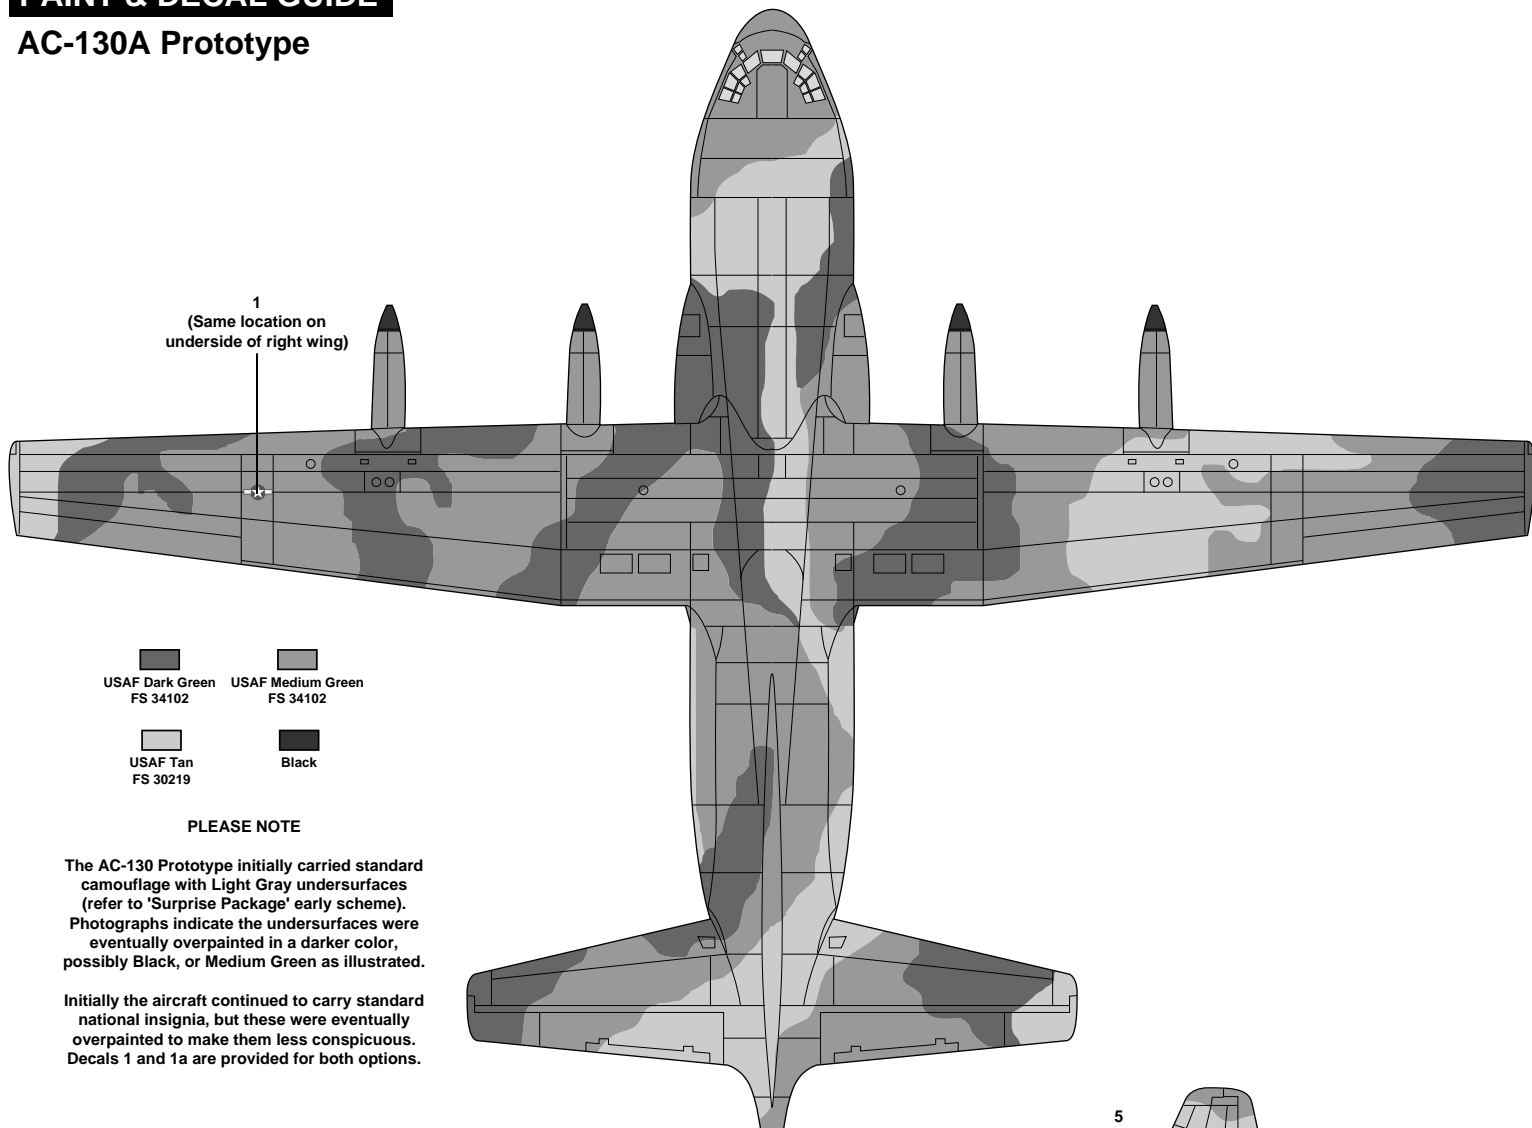 PAINT & DECAL GUIDE
AC-130A Prototype
1
(Same location on
underside of right wing)
USAF Dark Green
FS 34102
USAF Medium Green
FS 34102
USAF Tan
FS 30219
Black
PLEASE NOTE
The AC-130 Prototype initially carried standard
camouflage with Light Gray undersurfaces
(refer to 'Surprise Package' early scheme).
Photographs indicate the undersurfaces were
eventually overpainted in a darker color,
possibly Black, or Medium Green as illustrated.
Initially the aircraft continued to carry standard
national insignia, but these were eventually
overpainted to make them less conspicuous.
Decals 1 and 1a are provided for both options.
5